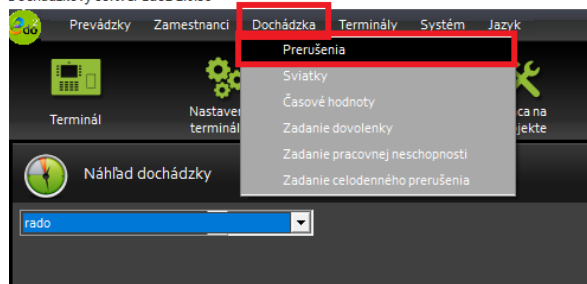 Prevádzky Zamestnanci Dochádzka Terminály Systém Jazyk
Prerušenia
Sviatky
Časové hodnoty
Zadanie dovolenky
Zadanie pracovnej neschopnosti
Zadanie celodenného prerušenia
Terminál
Náhľad dochádzky
rado